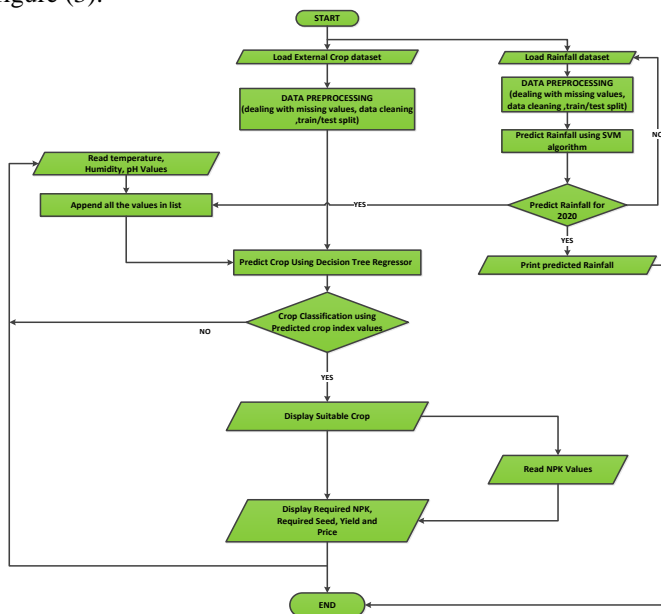 figure (3).
START
Load External Crop dataset
Load Rainfall dataset
DATA PREPROCESSING
(dealing with missing values, data cleaning
,train/test split)
DATA PREPROCESSING
(dealing with missing values,
data cleaning ,train/test split)
NO
Predict Rainfall using SVM
algorithm
Read temperature,
Humidity, pH Values
Append all the values in list
YES
Predict Rainfall for
2020
YES
Print predicted Rainfall
Predict Crop Using Decision Tree Regressor
Crop Classification using
Predicted crop index values
NO
YES
Display Suitable Crop
Read NPK Values
Display Required NPK,
Required Seed, Yield and
Price
END